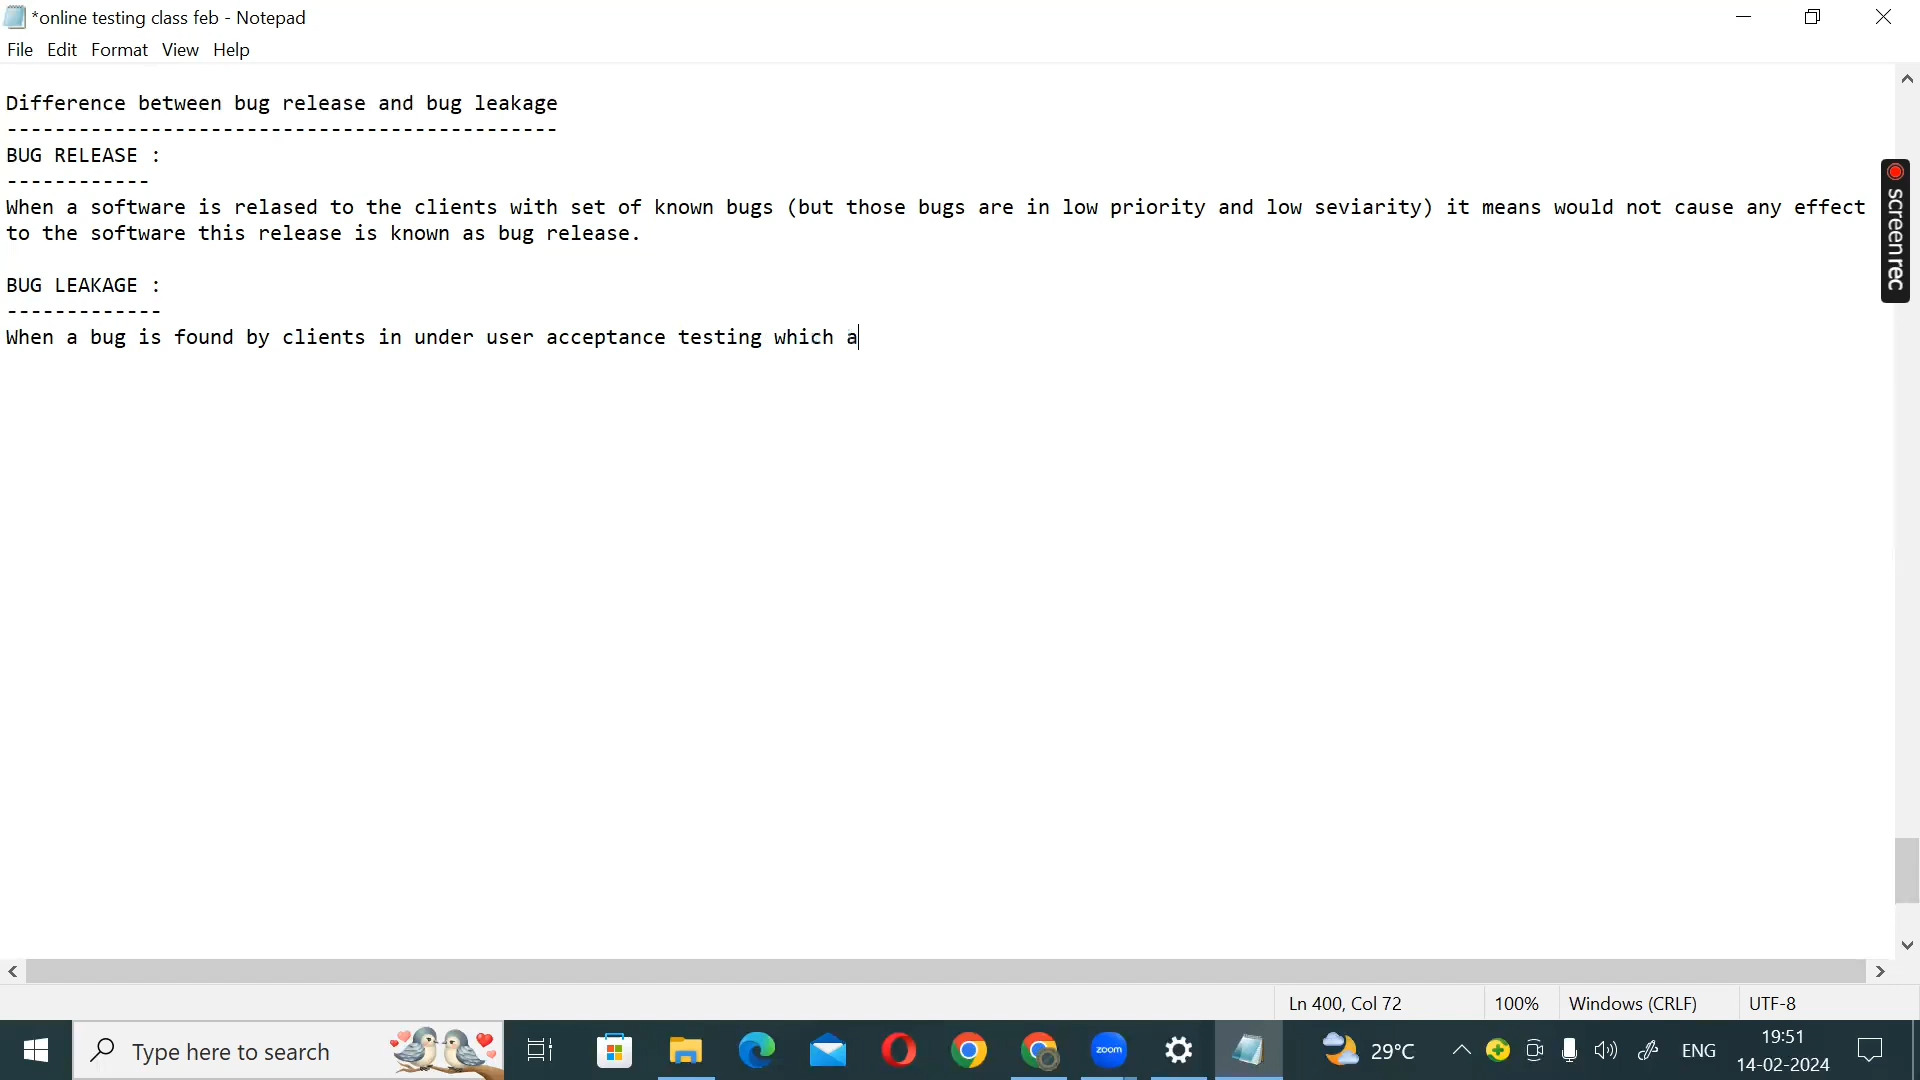 *online testing class feb - Notepad
File Edit Format View Help
Difference between bug release and bug leakage
----------------------------------------------
BUG RELEASE :
------------
When a software is relased to the clients with set of known bugs (but those bugs are in low priority and low seviarity) it means would not cause any effect
to the software this release is known as bug release.
BUG LEAKAGE :
-------------
When a bug is found by clients in under user acceptance testing which a
screenrec
Ln 400, Col 72 100% Windows (CRLF) UTF-8
Type here to search
zoom
29°C
ENG
19:51
14-02-2024